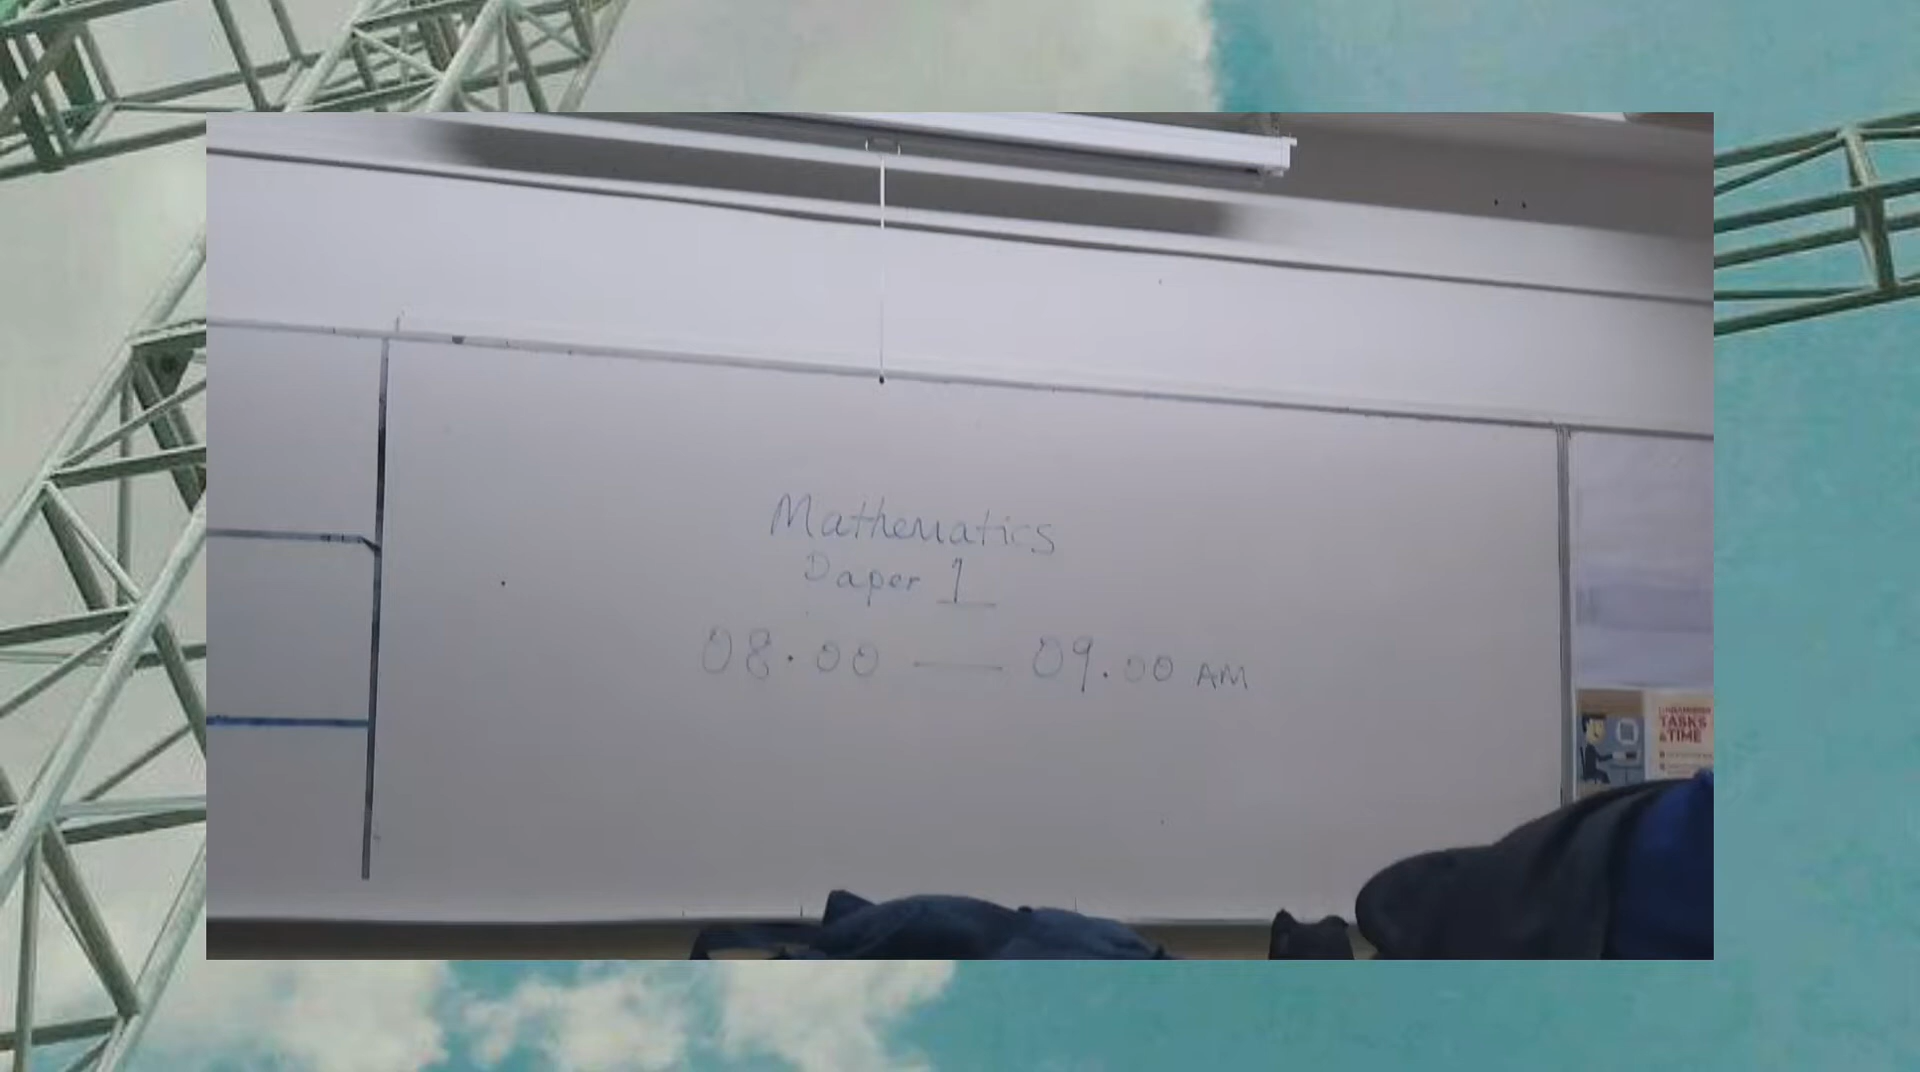 Mathematics
Paper 1
08.00 — 09.00 AM
TASKS
& TIME